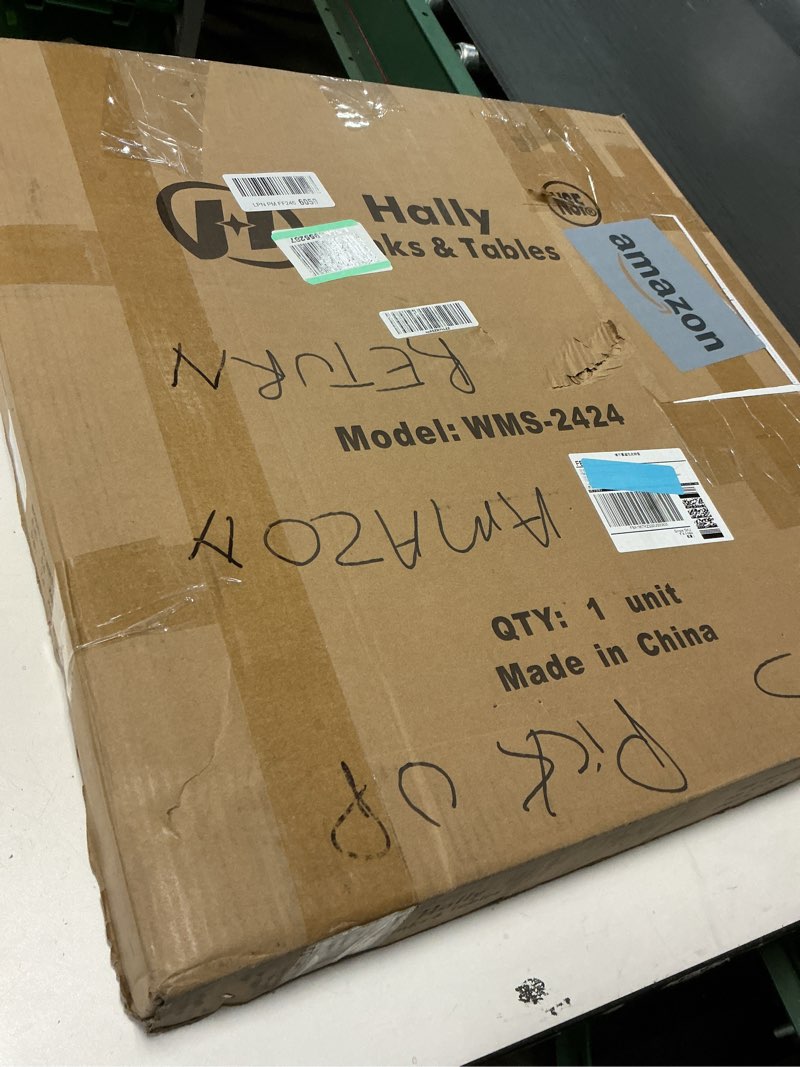 Hally
ks & Tables
amazon
RETURN
Model: WMS-2424
AMAZON
QTY: 1 unit
Made in China
Pick UP